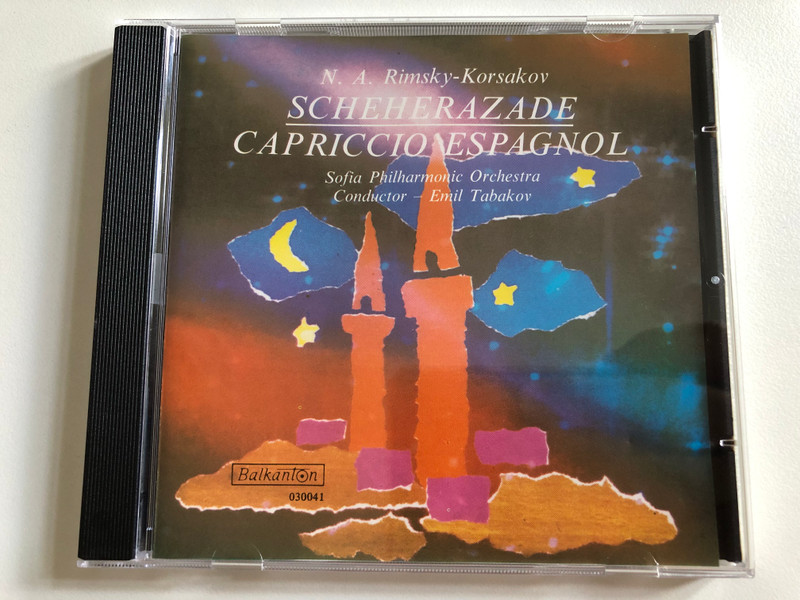 N. A. Rimsky-Korsakov
SCHEHERAZADE
CAPRICCIO ESPAGNOL
Sofia Philharmonic Orchestra
Conductor – Emil Tabakov
Balkanton
030041